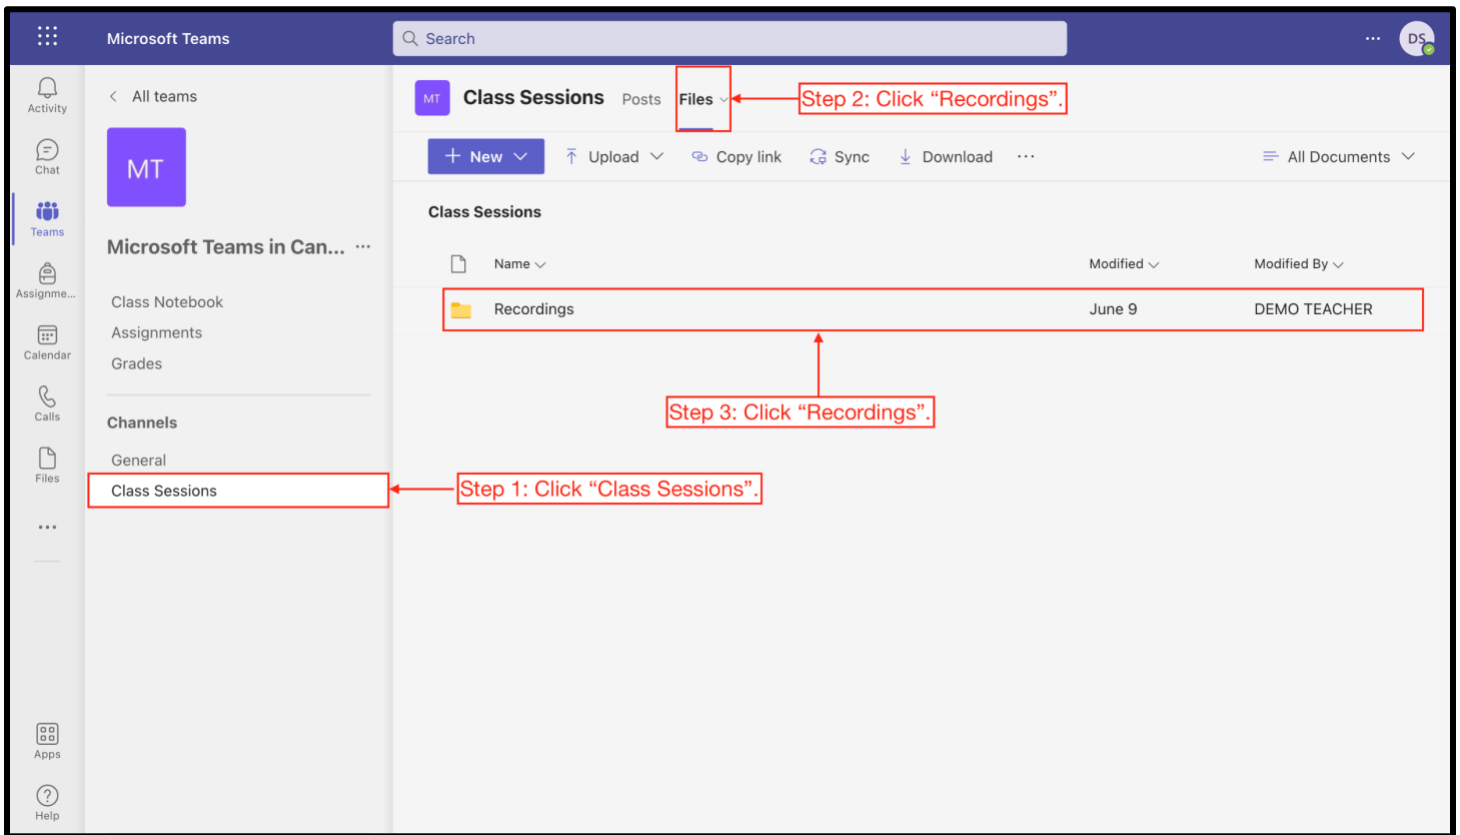 Microsoft Teams
Search
DS
Activity
Chat
Teams
Assignme...
Calendar
Calls
Files
Apps
Help
All teams
MT
Microsoft Teams in Can...
Class Notebook
Assignments
Grades
Channels
General
Class Sessions
Step 1: Click “Class Sessions”.
MT Class Sessions Posts Files
Step 2: Click “Recordings”.
New Upload Copy link Sync Download ... All Documents
Class Sessions
Name Modified Modified By
Recordings June 9 DEMO TEACHER
Step 3: Click “Recordings”.